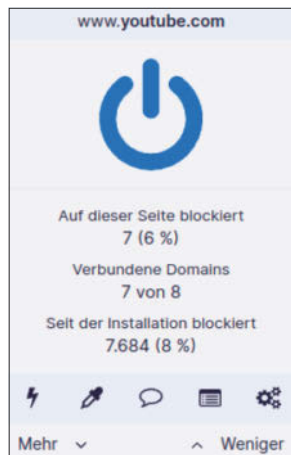 www.youtube.com
Auf dieser Seite blockiert
7 (6 %)
Verbundene Domains
7 von 8
Seit der Installation blockiert
7.684 (8 %)
Mehr Weniger